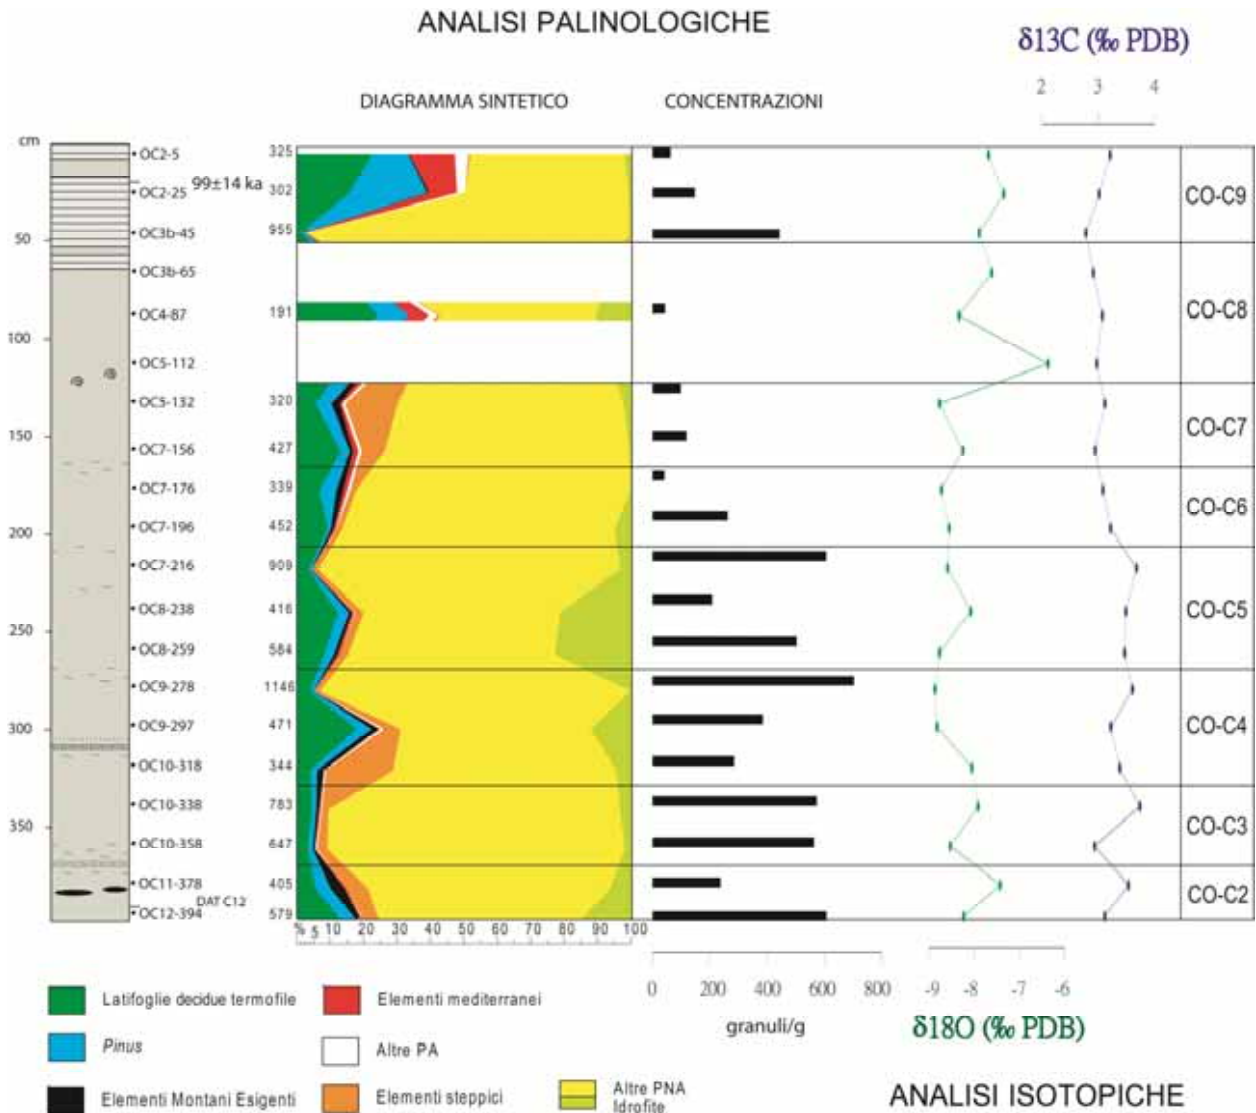 ANALISI PALINOLOGICHE
δ13C (‰ PDB)
2 3 4
DIAGRAMMA SINTETICO CONCENTRAZIONI
cm
OC2-5 325
99±14 ka
OC2-25 302 CO-C9
OC3b-45 955
50
OC3b-65
OC4-87 191 CO-C8
100
OC5-112
OC5-132 320 CO-C7
150 OC7-156 427
OC7-176 339 CO-C6
OC7-196 452
200
OC7-216 909
OC8-238 416 CO-C5
250
OC8-259 584
OC9-278 1146
OC9-297 471 CO-C4
300
OC10-318 344
OC10-338 783 CO-C3
350
OC10-358 647
OC11-378 405 CO-C2
DAT C12
OC12-394 579
% 5 10 20 30 40 50 60 70 80 90 100
0 200 400 600 800 -9 -8 -7 -6
granuli/g δ18O (‰ PDB)
Latifoglie decidue termofile Elementi mediterranei
Pinus Altre PA
Elementi Montani Esigenti Elementi steppici Altre PNA
Idrofite
ANALISI ISOTOPICHE